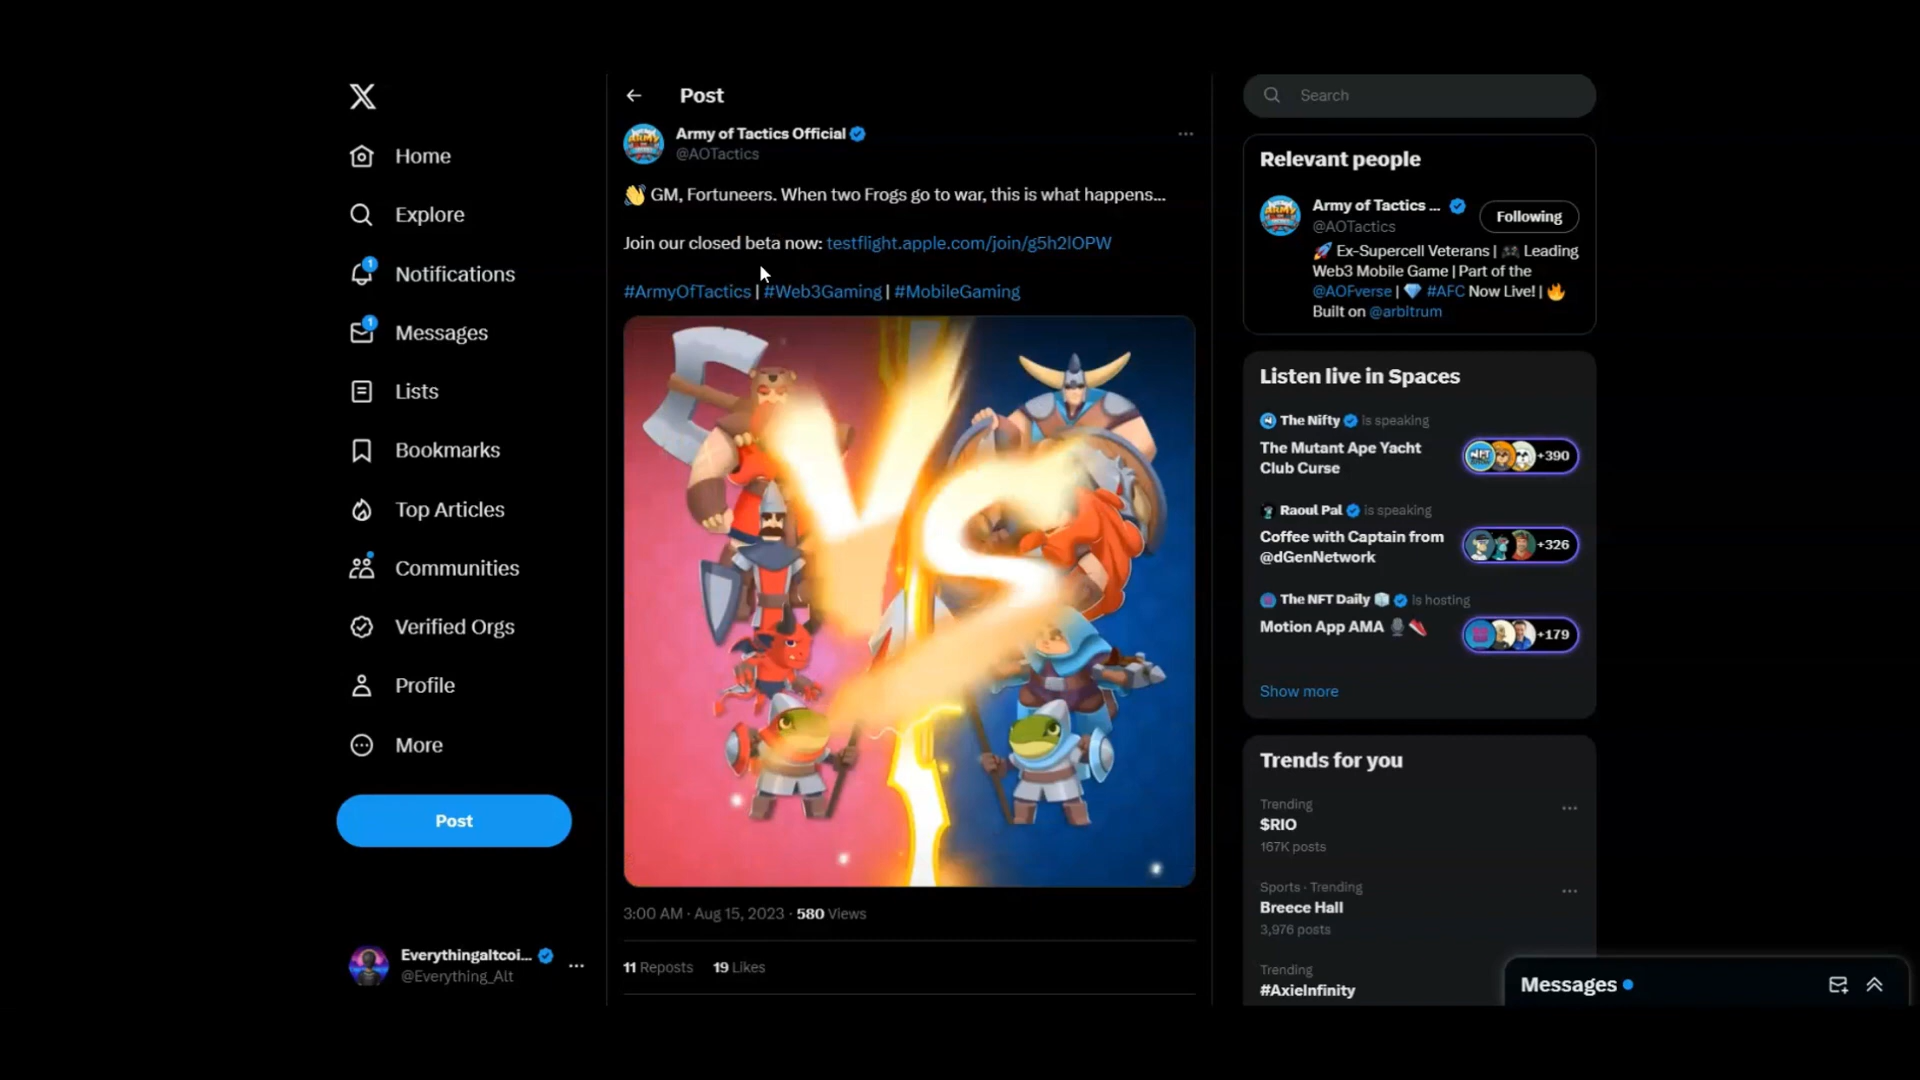 Home
Explore
1
Notifications
1
Messages
Lists
Bookmarks
Top Articles
Communities
Verified Orgs
Profile
More
Post
Everythingaltcoi...
@Everything_Alt
Post
Army of Tactics Official
@AOTactics
👋 GM, Fortuneers. When two Frogs go to war, this is what happens...
Join our closed beta now: testflight.apple.com/join/g5h2lOPW
#ArmyOfTactics | #Web3Gaming | #MobileGaming
VS
3:00 AM · Aug 15, 2023 · 580 Views
11 Reposts 19 Likes
Search
Relevant people
Army of Tactics ...
Following
@AOTactics
🚀 Ex-Supercell Veterans | 🎮 Leading
Web3 Mobile Game | Part of the
@AOFverse | 💎 #AFC Now Live! | 🔥
Built on @arbitrum
Listen live in Spaces
The Nifty is speaking
The Mutant Ape Yacht
Club Curse
+390
Raoul Pal is speaking
Coffee with Captain from
@dGenNetwork
+326
The NFT Daily is hosting
Motion App AMA 🎙️ 👟
+179
Show more
Trends for you
Trending
$RIO
167K posts
Sports · Trending
Breece Hall
3,976 posts
Trending
#AxieInfinity
Messages